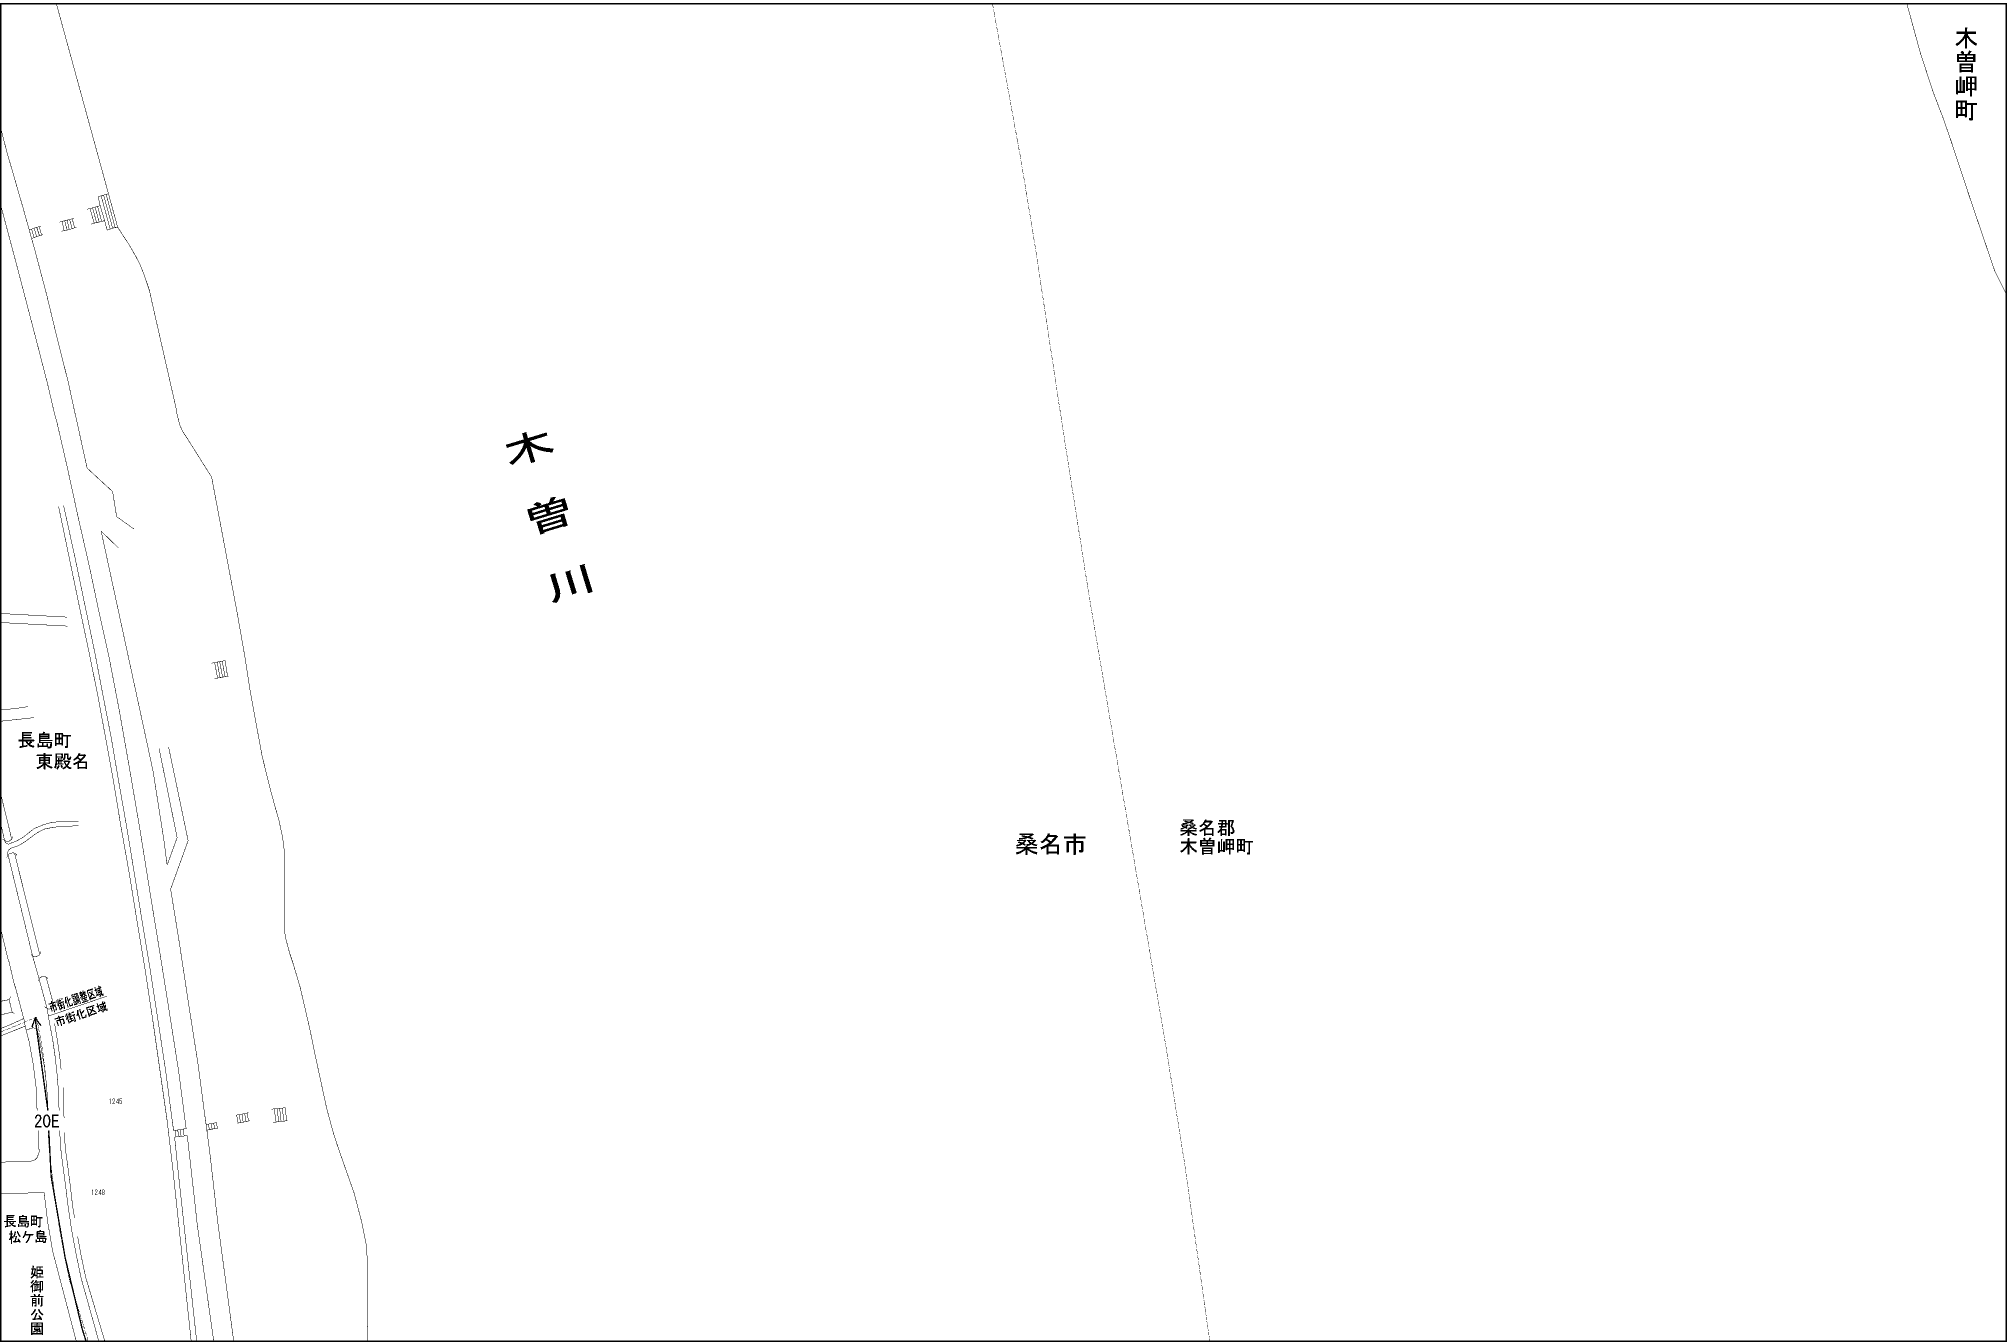 木曽岬町
木曽川
長島町
東殿名
桑名市
桑名郡
木曽岬町
市街化調整区域
市街化区域
1245
20E
1248
長島町
松ケ島
姫御前公園